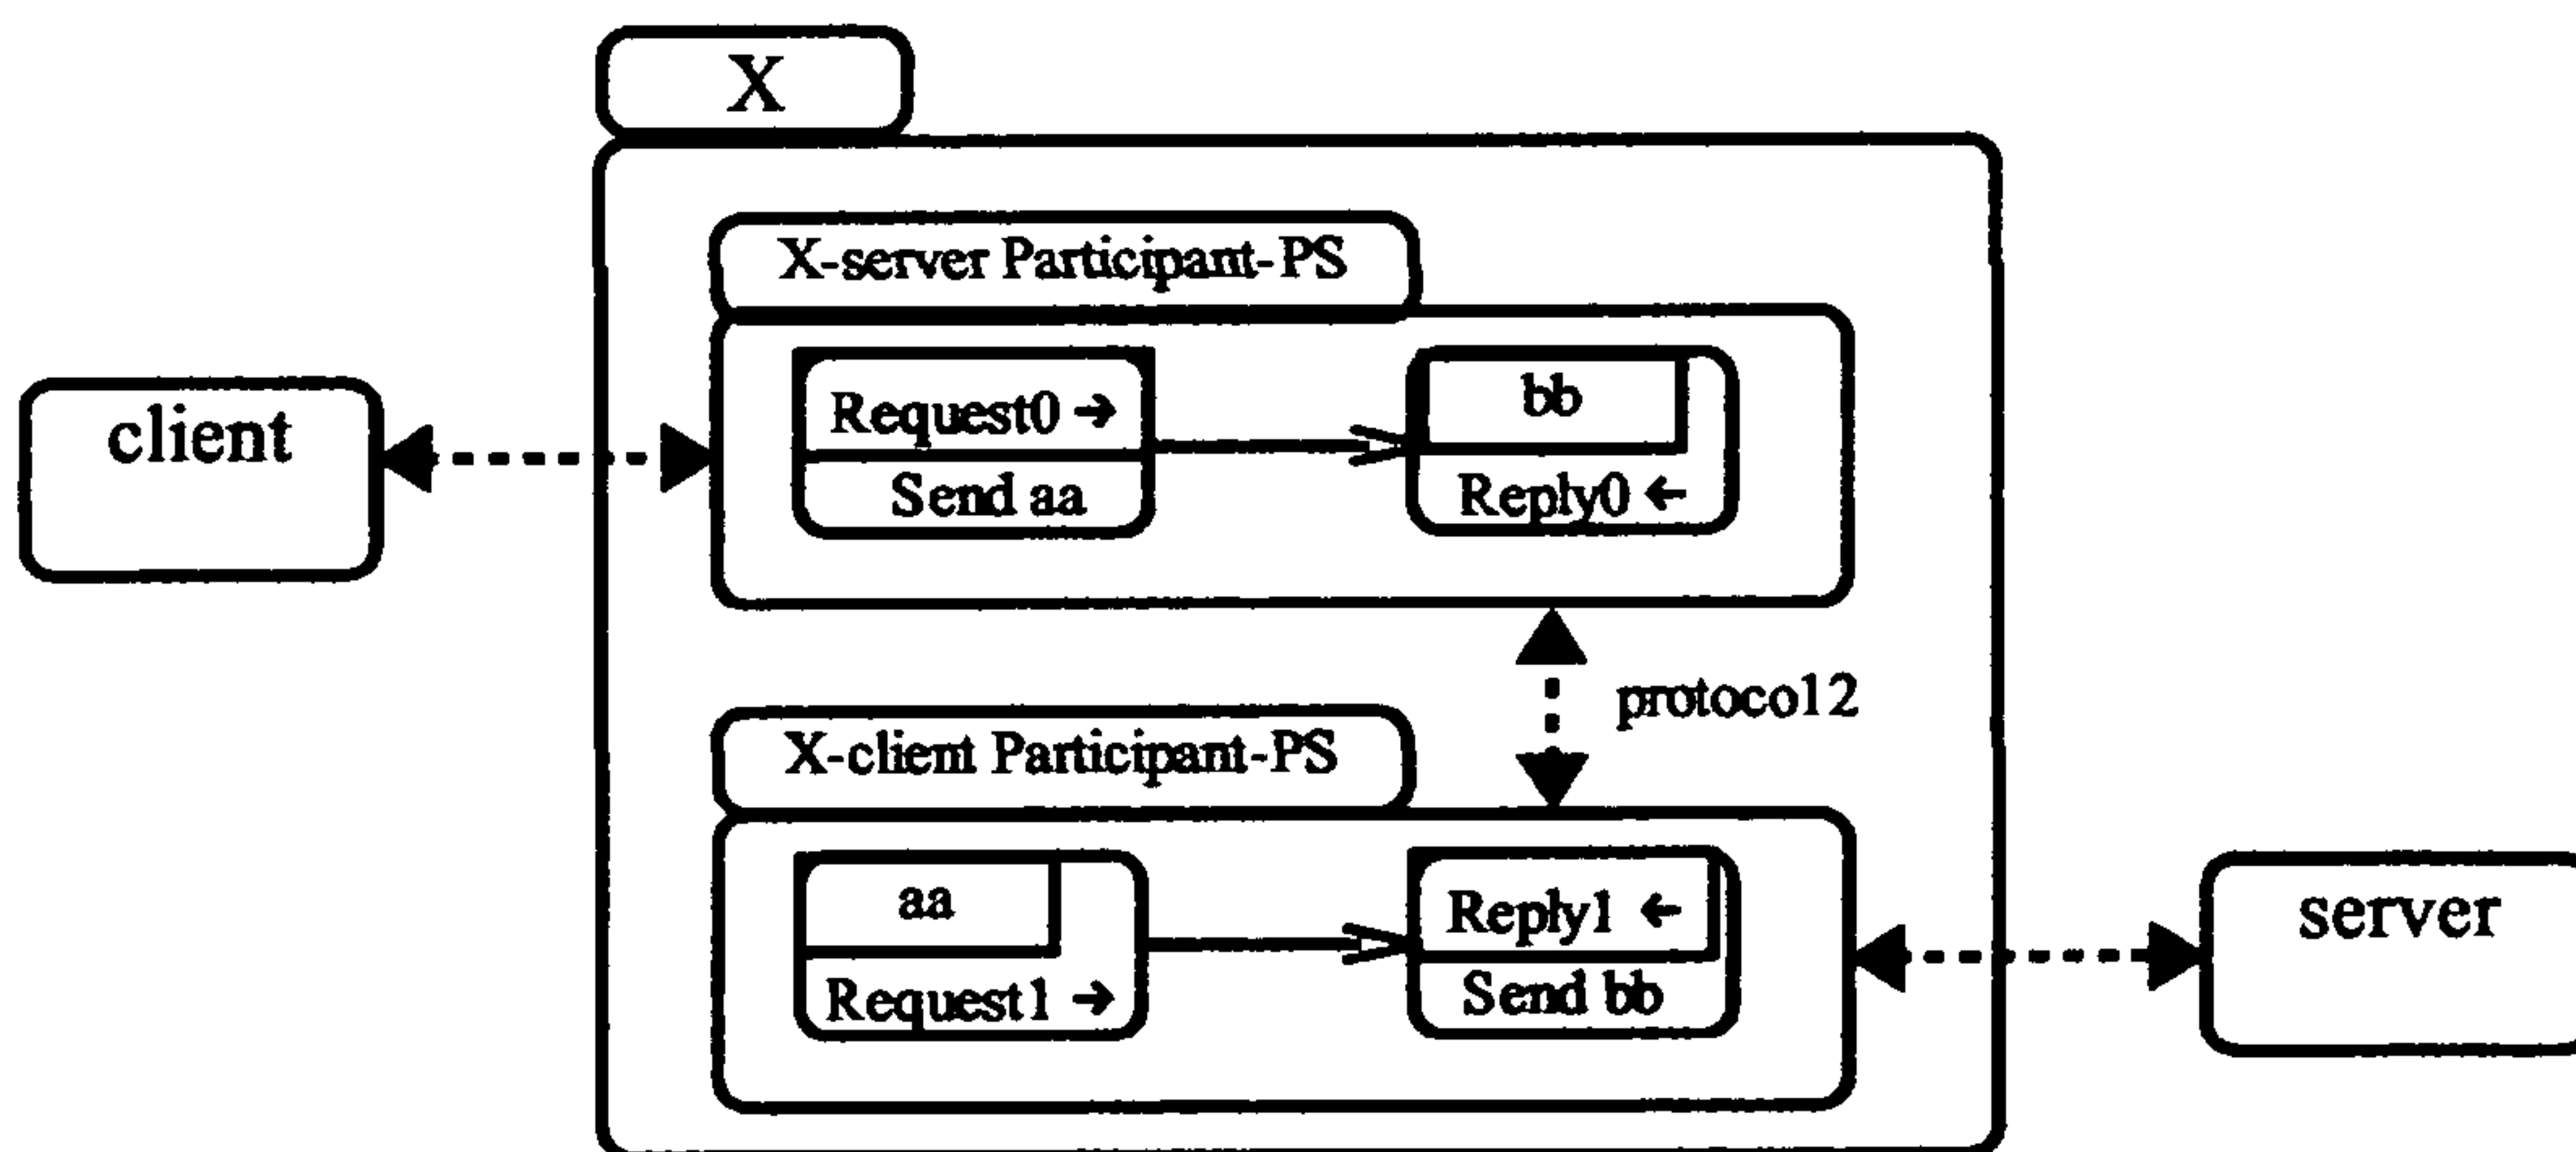 X
X-server Participant-PS
client
Request0 →
Send aa
bb
Reply0 ←
protocol2
X-client Participant-PS
aa
Request1 →
Reply1 ←
Send bb
server